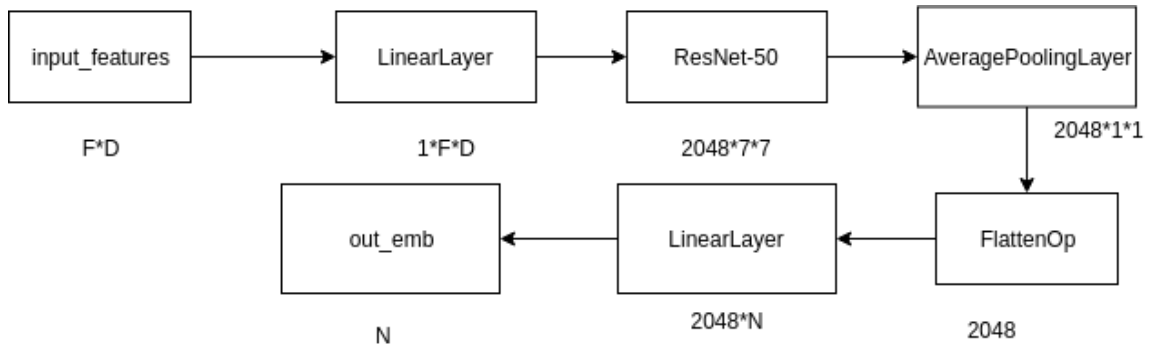 input_features
LinearLayer
ResNet-50
AveragePoolingLayer
F*D
1*F*D
2048*7*7
2048*1*1
out_emb
LinearLayer
FlattenOp
N
2048*N
2048